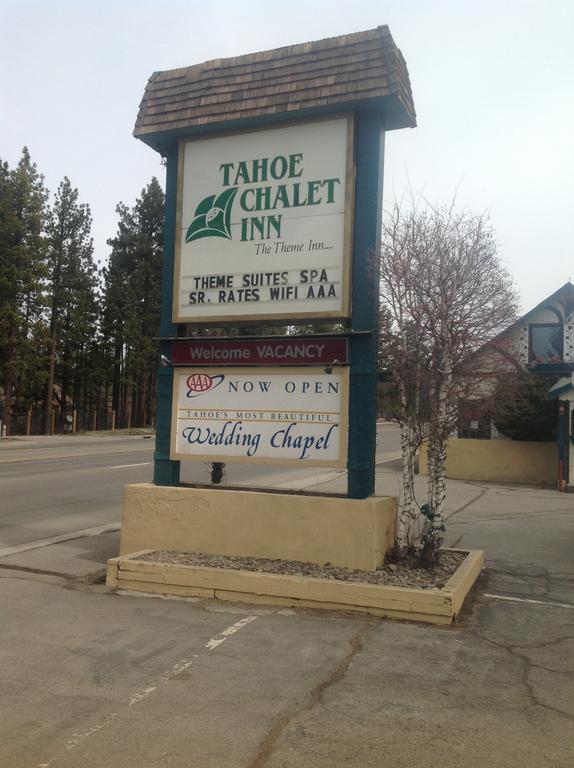 TAHOE
CHALET
INN
The Theme Inn....
THEME SUITES SPA
SR. RATES WIFI AAA
Welcome VACANCY
AAA NOW OPEN
TAHOE'S MOST BEAUTIFUL
Wedding Chapel